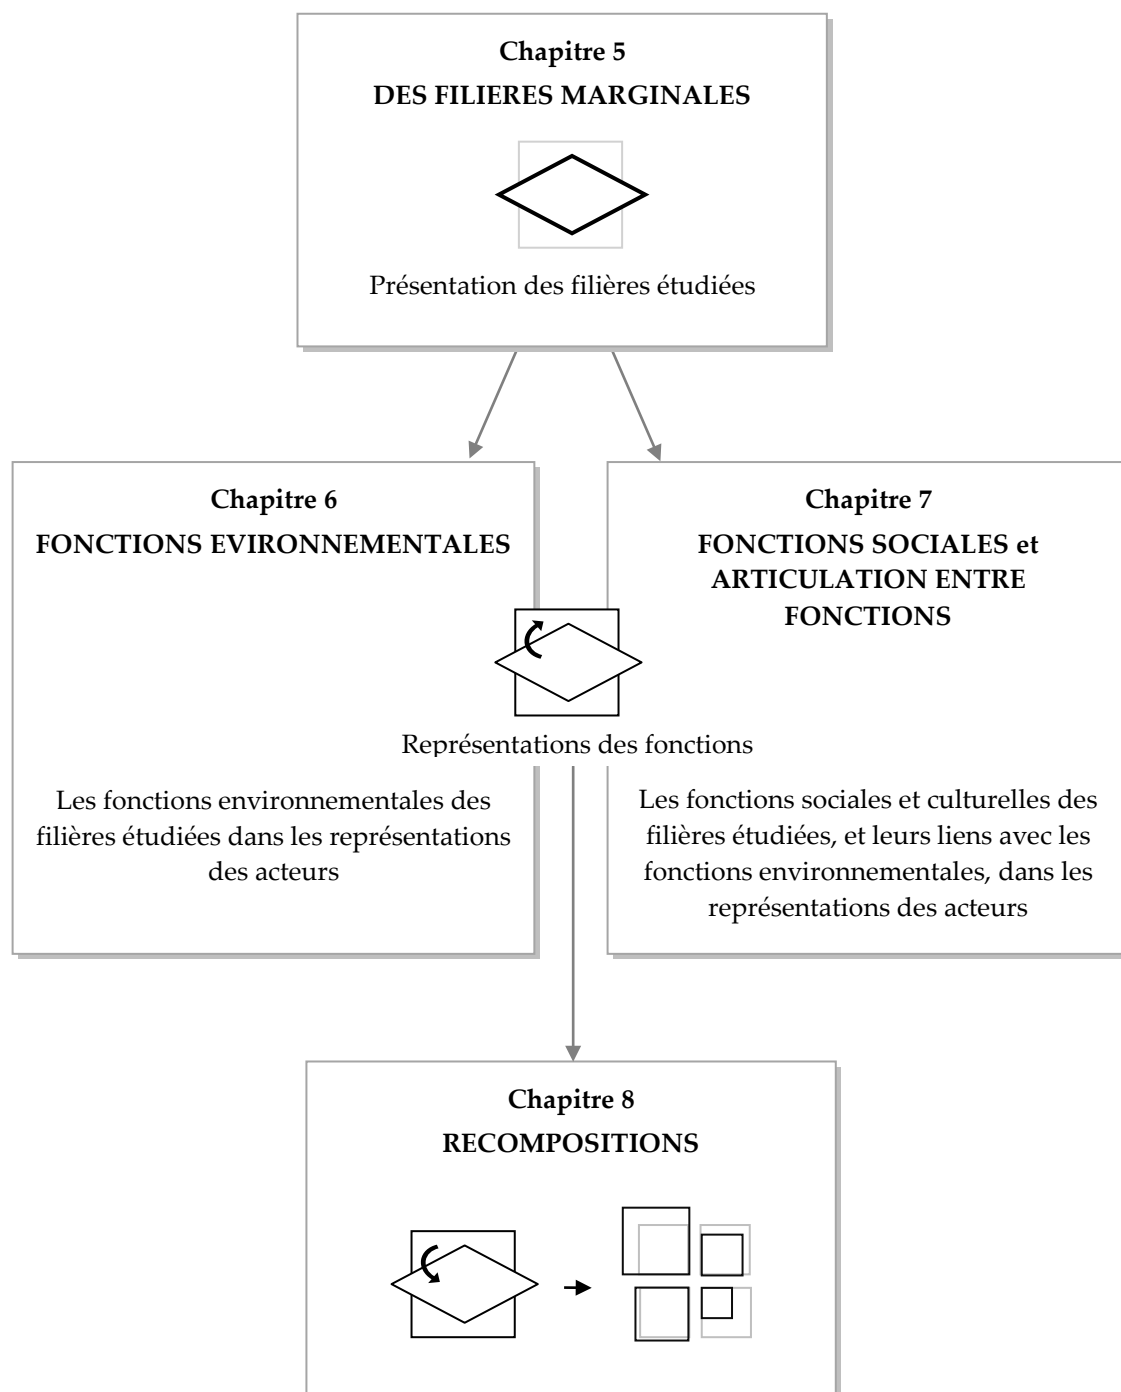 Chapitre 5
DES FILIERES MARGINALES
Présentation des filières étudiées
Chapitre 6
FONCTIONS EVIRONNEMENTALES
Chapitre 7
FONCTIONS SOCIALES et
ARTICULATION ENTRE
FONCTIONS
Représentations des fonctions
Les fonctions environnementales des
filières étudiées dans les représentations
des acteurs
Les fonctions sociales et culturelles des
filières étudiées, et leurs liens avec les
fonctions environnementales, dans les
représentations des acteurs
Chapitre 8
RECOMPOSITIONS